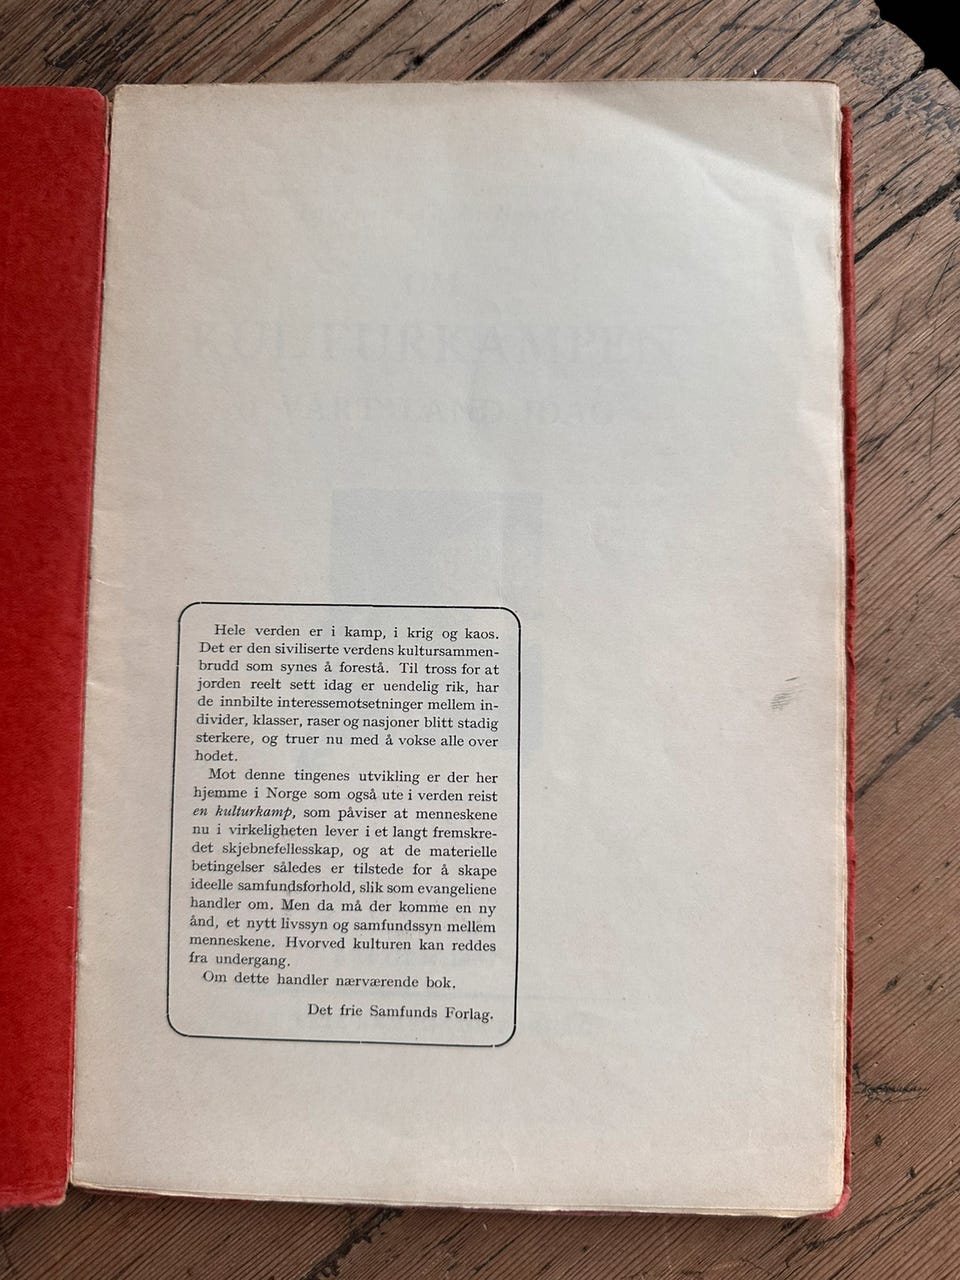 KULTURKAMPEN
I VÅRT LAND IDAG
Hele verden er i kamp, i krig og kaos.
Det er den siviliserte verdens kultursammen-
brudd som synes å forestå. Til tross for at
jorden reelt sett idag er uendelig rik, har
de innbilte interessemotsetninger mellem in-
divider, klasser, raser og nasjoner blitt stadig
sterkere, og truer nu med å vokse alle over
hodet.
Mot denne tingenes utvikling er der her
hjemme i Norge som også ute i verden reist
en kulturkamp, som påviser at menneskene
nu i virkeligheten lever i et langt fremskre-
det skjebnefellesskap, og at de materielle
betingelser således er tilstede for å skape
ideelle samfundsforhold, slik som evangeliene
handler om. Men da må der komme en ny
ånd, et nytt livssyn og samfundssyn mellem
menneskene. Hvorved kulturen kan reddes
fra undergang.
Om dette handler nærværende bok.
Det frie Samfunds Forlag.